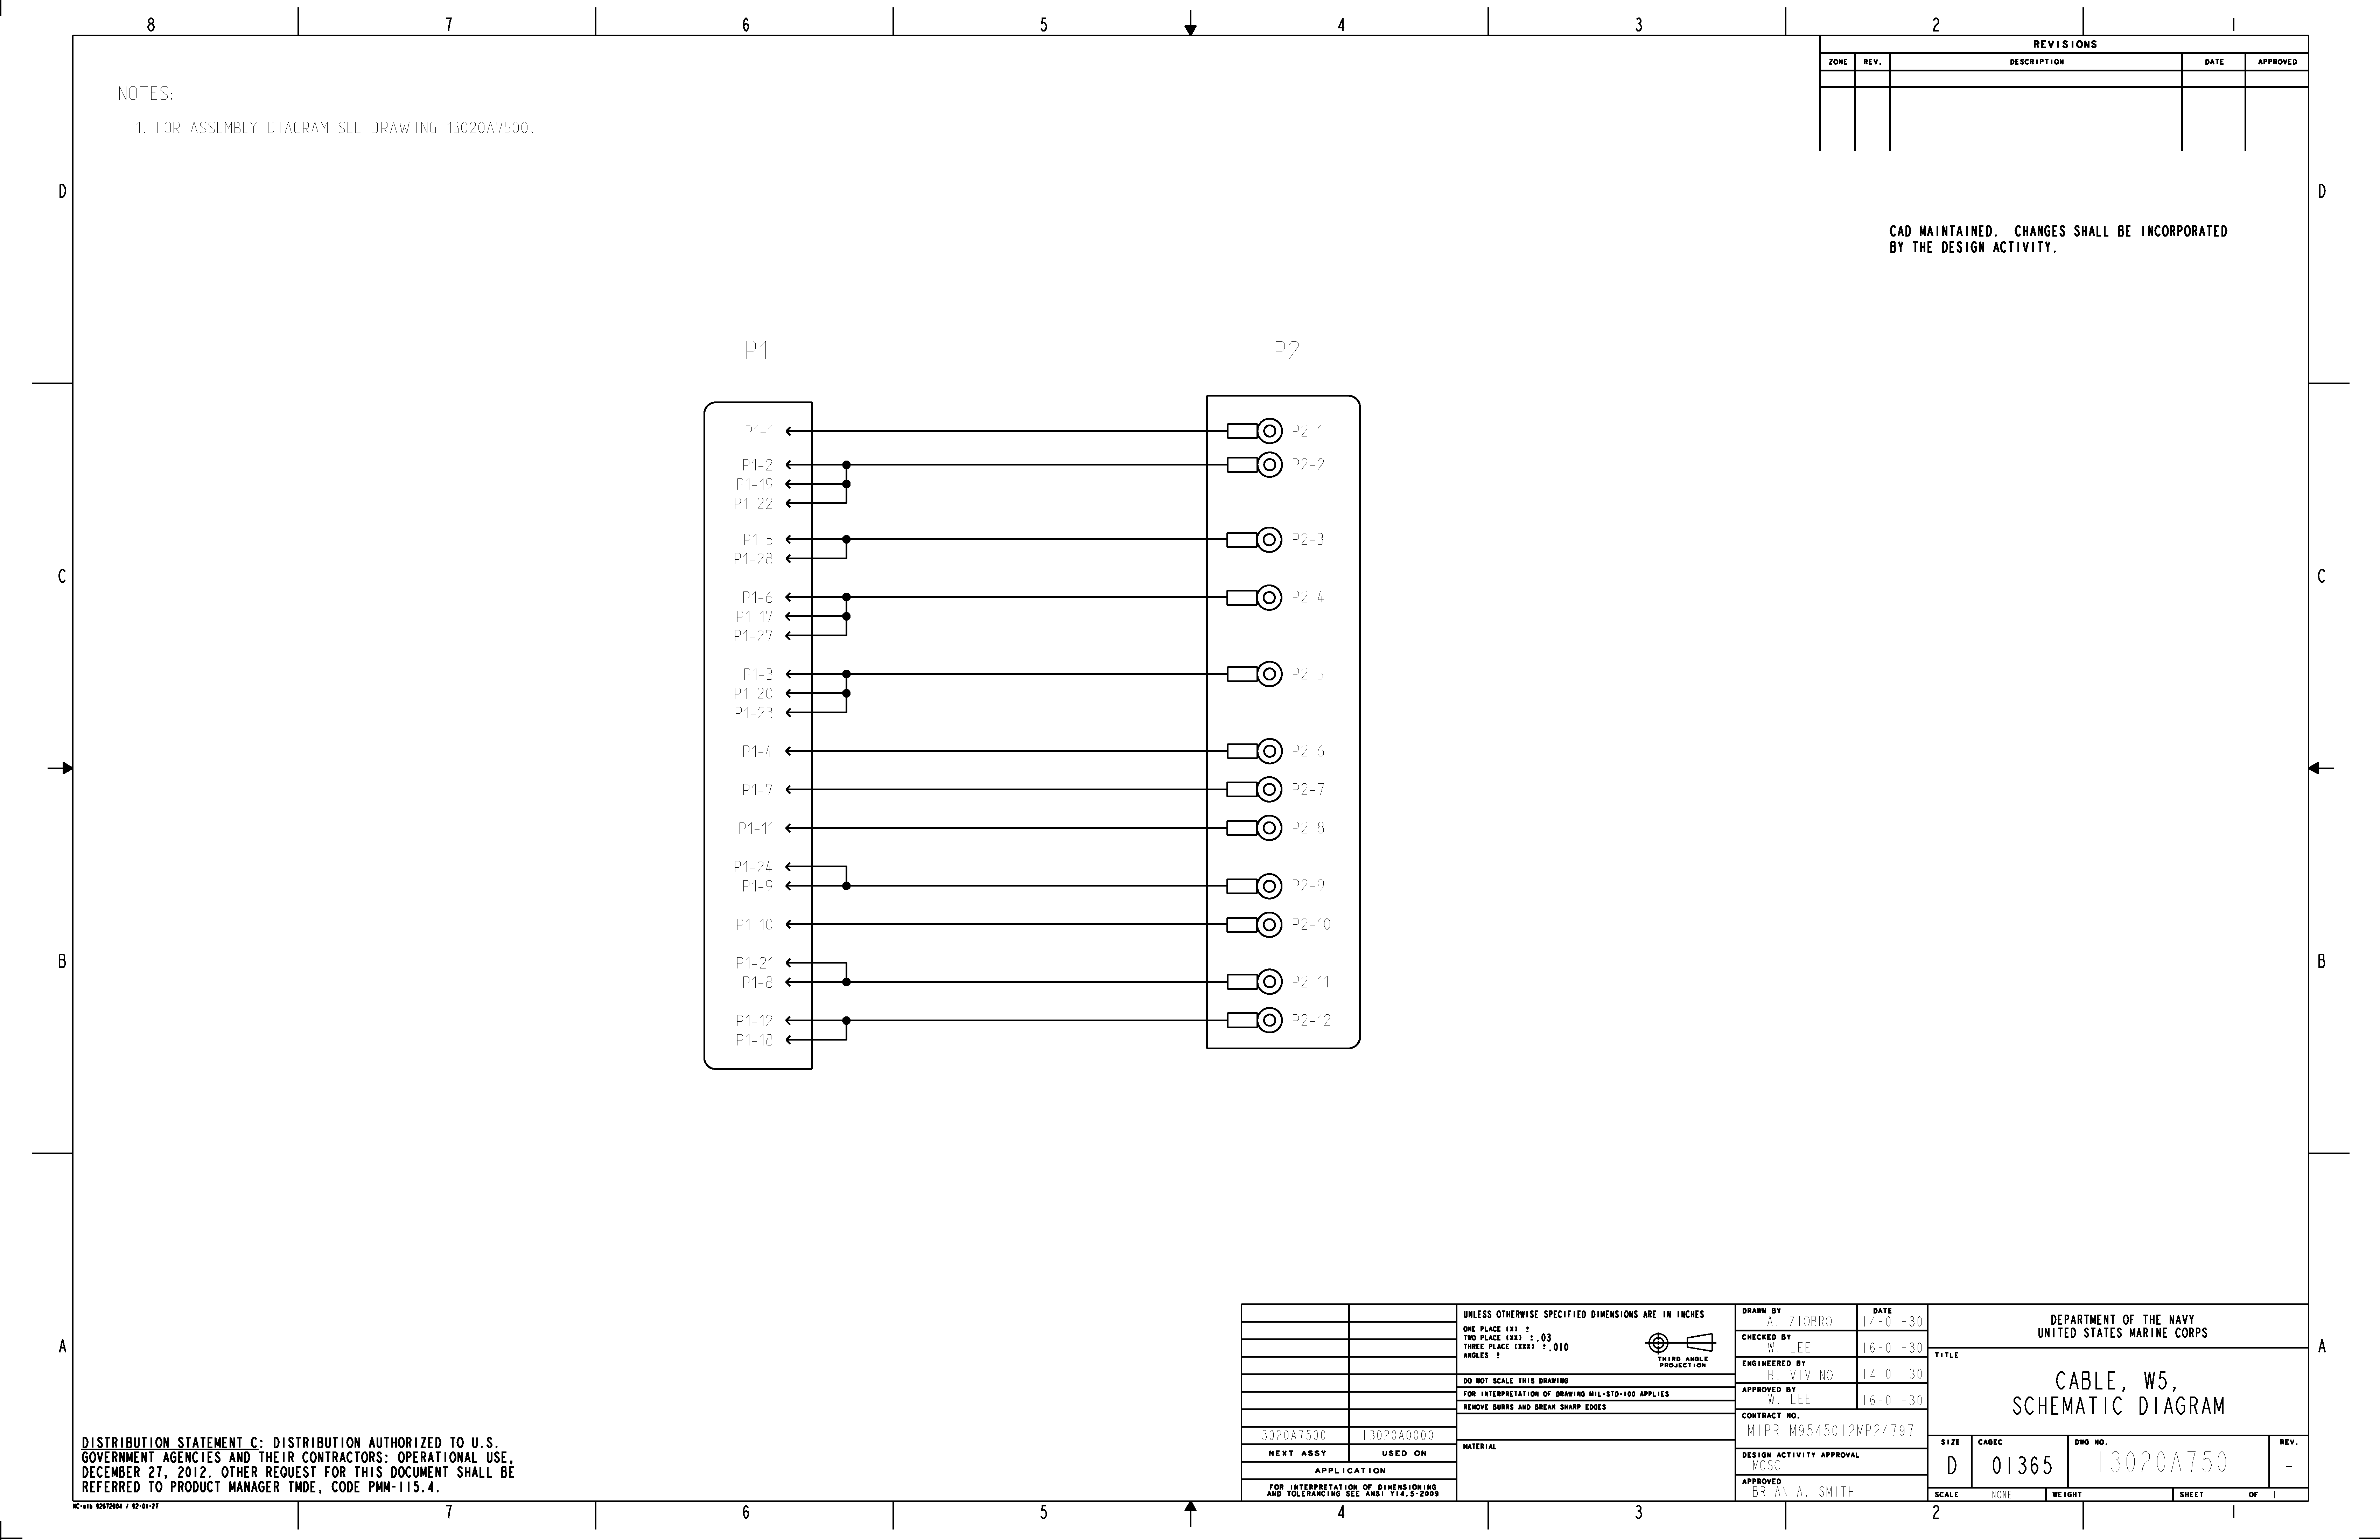 8 7 6 5 4 3 2 1
REVISIONS
ZONE REV. DESCRIPTION DATE APPROVED
NOTES:
1. FOR ASSEMBLY DIAGRAM SEE DRAWING 13020A7500.
D D
CAD MAINTAINED. CHANGES SHALL BE INCORPORATED
BY THE DESIGN ACTIVITY.
P1 P2
P1-1 P2-1
P1-2 P2-2
P1-19
P1-22
P1-5 P2-3
P1-28
C C
P1-6 P2-4
P1-17
P1-27
P1-3 P2-5
P1-20
P1-23
P1-4 P2-6
P1-7 P2-7
P1-11 P2-8
P1-24
P1-9 P2-9
P1-10 P2-10
B B
P1-21
P1-8 P2-11
P1-12 P2-12
P1-18
A A
UNLESS OTHERWISE SPECIFIED DIMENSIONS ARE IN INCHES
ONE PLACE (X) ±
TWO PLACE (XX) ± .03
THREE PLACE (XXX) ± .010
ANGLES ±
THIRD ANGLE
PROJECTION
DO NOT SCALE THIS DRAWING
FOR INTERPRETATION OF DRAWING MIL-STD-100 APPLIES
REMOVE BURRS AND BREAK SHARP EDGES
MATERIAL
13020A7500 13020A0000
NEXT ASSY USED ON
APPLICATION
FOR INTERPRETATION OF DIMENSIONING
AND TOLERANCING SEE ANSI Y14.5-2009
DRAWN BY DATE
A. ZIOBRO 14-01-30
CHECKED BY
W. LEE 16-01-30
ENGINEERED BY
B. VIVINO 14-01-30
APPROVED BY
W. LEE 16-01-30
CONTRACT NO.
MIPR M9545012MP24797
DESIGN ACTIVITY APPROVAL
MCSC
APPROVED
BRIAN A. SMITH
DEPARTMENT OF THE NAVY
UNITED STATES MARINE CORPS
TITLE
CABLE, W5,
SCHEMATIC DIAGRAM
SIZE CAGEC DWG NO. REV.
D 01365 13020A7501 -
SCALE NONE WEIGHT SHEET 1 OF 1
DISTRIBUTION STATEMENT C: DISTRIBUTION AUTHORIZED TO U.S.
GOVERNMENT AGENCIES AND THEIR CONTRACTORS: OPERATIONAL USE,
DECEMBER 27, 2012. OTHER REQUEST FOR THIS DOCUMENT SHALL BE
REFERRED TO PRODUCT MANAGER TMDE, CODE PMM-115.4.
92672004 / 92-01-27
7 6 5 4 3 2 1